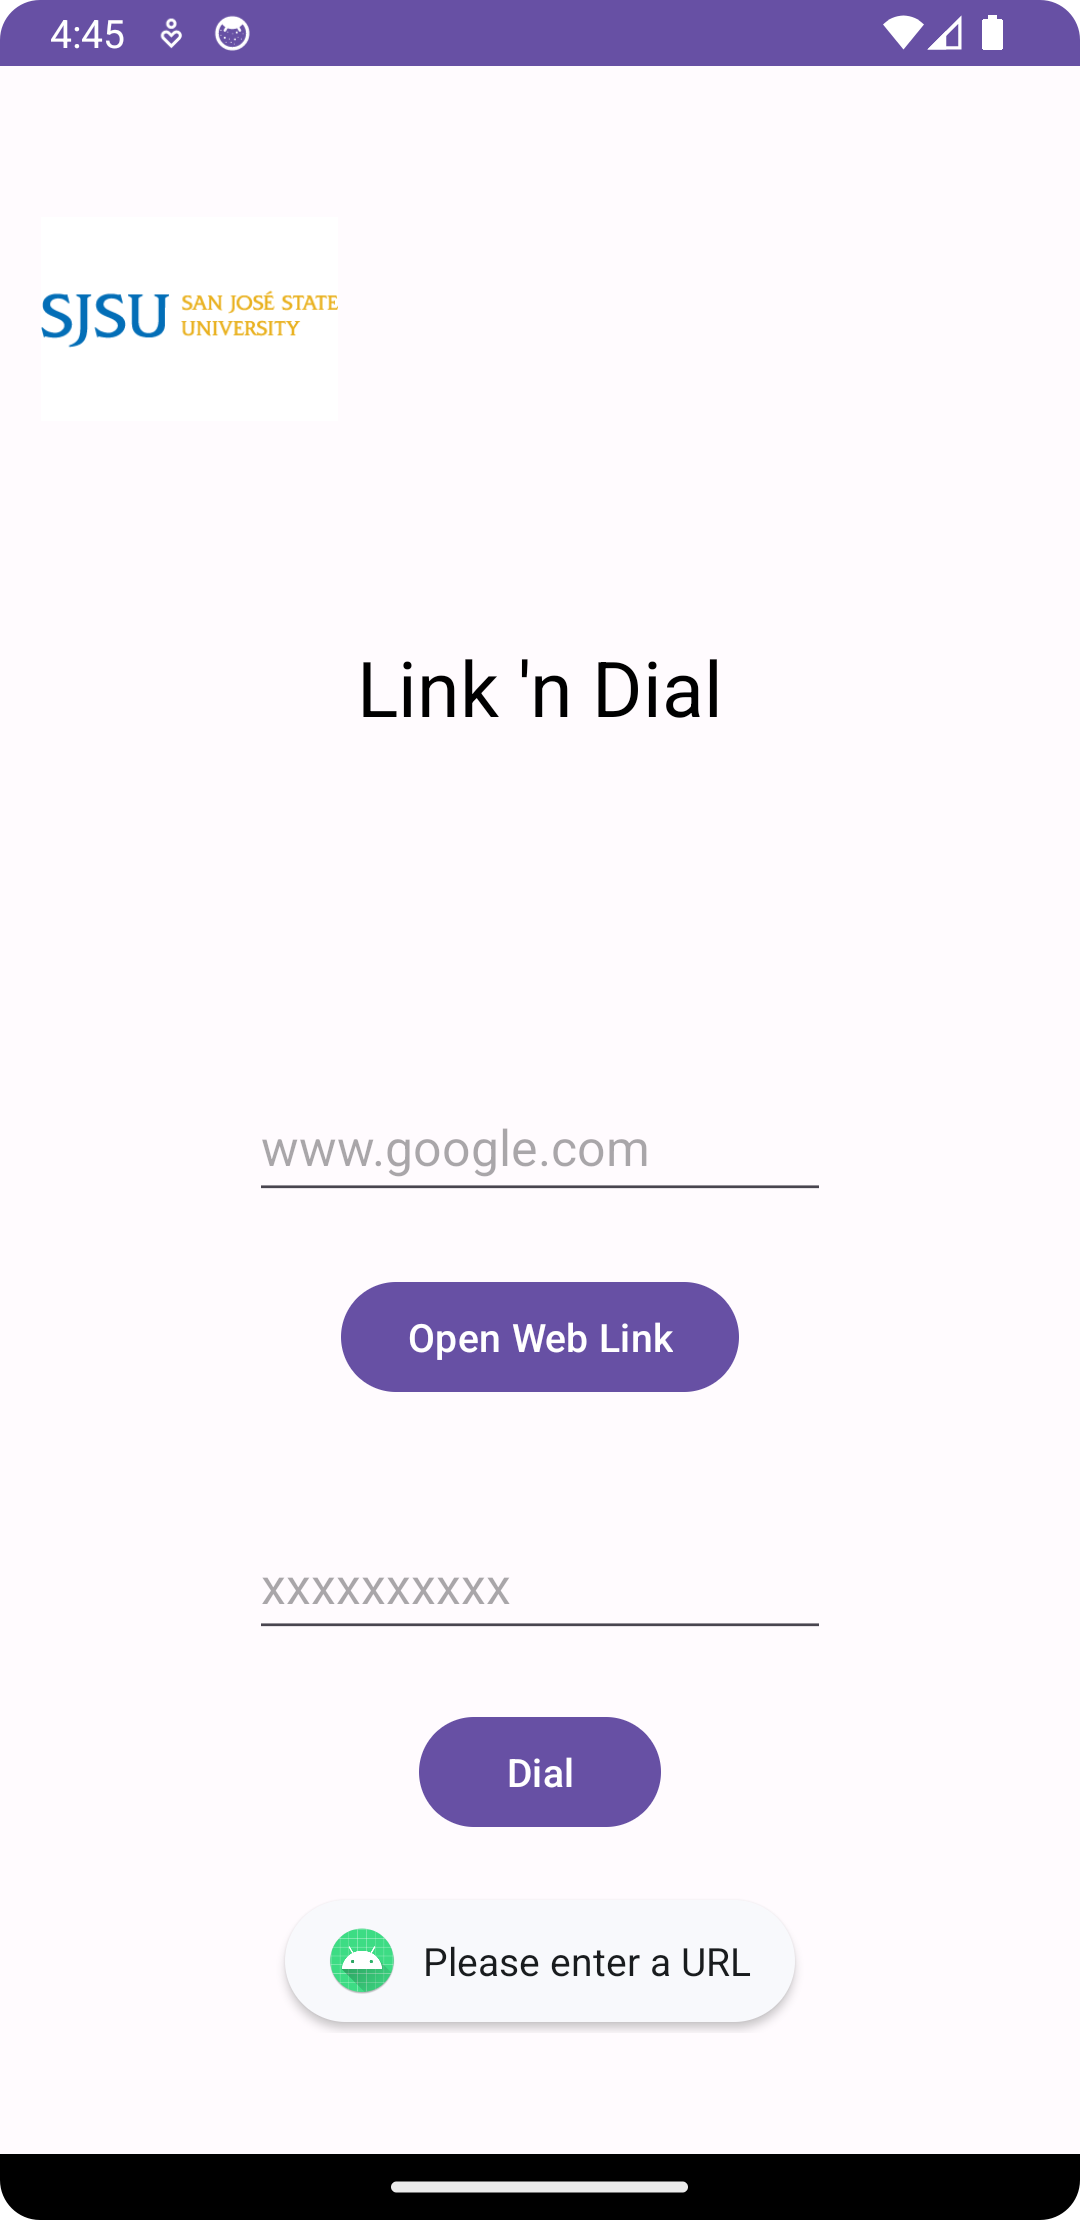 4:45
SJSU SAN JOSÉ STATE
UNIVERSITY
Link 'n Dial
www.google.com
Open Web Link
xxxxxxxxxx
Dial
Please enter a URL